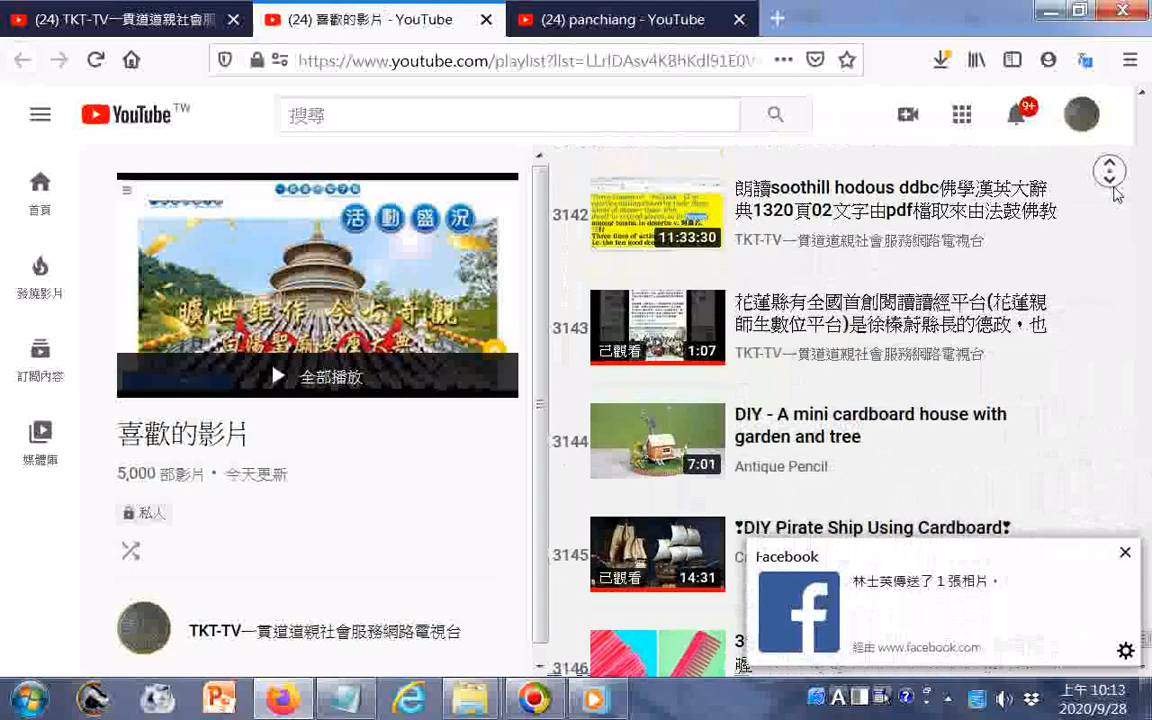 (24) TKT-TV一貫道道親社會服
(24) 喜歡的影片 - YouTube
(24) panchiang - YouTube
https://www.youtube.com/playlist?list=LLrIDAsv4KBhKdl91E0V
YouTube TW
搜尋
9+
首頁
發燒影片
訂閱內容
媒體庫
活動盛況
曠世鉅作 今古奇觀
全部播放
喜歡的影片
5,000 部影片・ 今天更新
私人
TKT-TV一貫道道親社會服務網路電視台
3142
11:33:30
朗讀soothill hodous ddbc佛學漢英大辭
典1320頁02文字由pdf檔取來由法鼓佛教
TKT-TV一貫道道親社會服務網路電視台
3143
已觀看
1:07
花蓮縣有全國首創閱讀讀經平台(花蓮親
師生數位平台)是徐榛蔚縣長的德政，也
TKT-TV一貫道道親社會服務網路電視台
3144
7:01
DIY - A mini cardboard house with
garden and tree
Antique Pencil
3145
已觀看
14:31
❣DIY Pirate Ship Using Cardboard❣
3146
3
Facebook
林士英傳送了 1 張相片。
經由 www.facebook.com
上午 10:13
2020/9/28